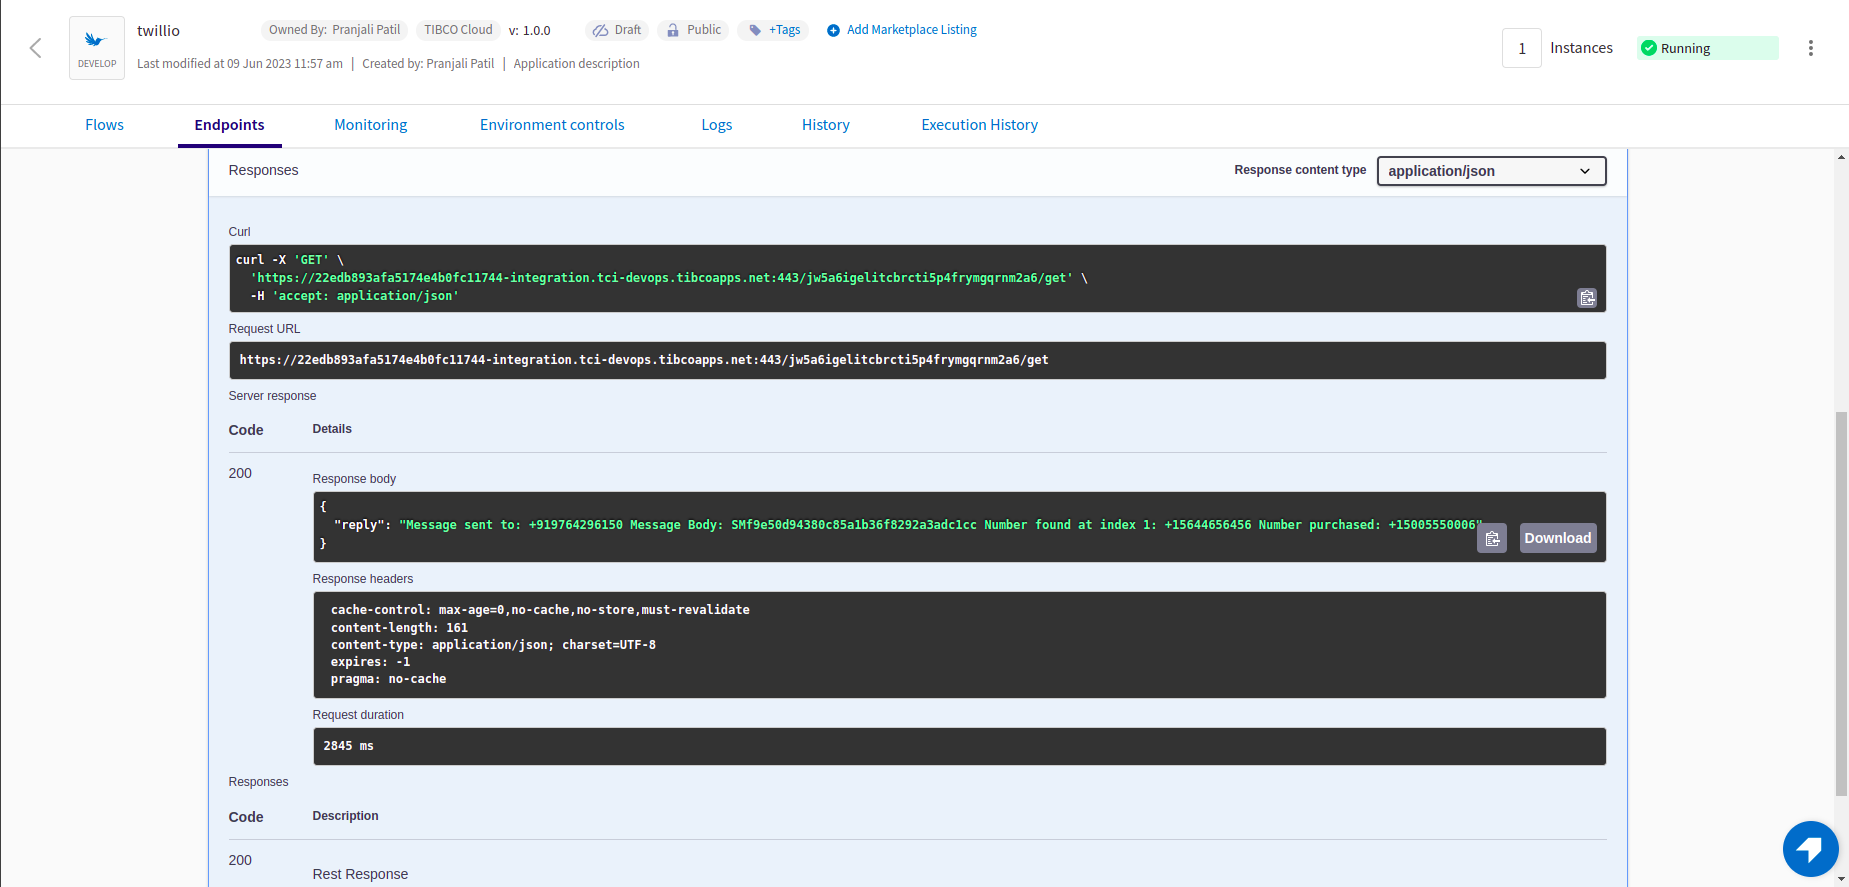 twillio
Owned By: Pranjali Patil
TIBCO Cloud
v: 1.0.0
Draft
Public
+Tags
Add Marketplace Listing
DEVELOP
Last modified at 09 Jun 2023 11:57 am | Created by: Pranjali Patil | Application description
1
Instances
Running
Flows
Endpoints
Monitoring
Environment controls
Logs
History
Execution History
Responses
Response content type
application/json
Curl
curl -X 'GET' \
'https://22edb893afa5174e4b0fc11744-integration.tci-devops.tibcoapps.net:443/jw5a6igelitcbrcti5p4frymgqrnm2a6/get' \
-H 'accept: application/json'
Request URL
https://22edb893afa5174e4b0fc11744-integration.tci-devops.tibcoapps.net:443/jw5a6igelitcbrcti5p4frymgqrnm2a6/get
Server response
Code
Details
200
Response body
{
"reply": "Message sent to: +919764296150 Message Body: SMf9e50d94380c85a1b36f8292a3adc1cc Number found at index 1: +15644656456 Number purchased: +15005550006"
}
Download
Response headers
cache-control: max-age=0,no-cache,no-store,must-revalidate
content-length: 161
content-type: application/json; charset=UTF-8
expires: -1
pragma: no-cache
Request duration
2845 ms
Responses
Code
Description
200
Rest Response